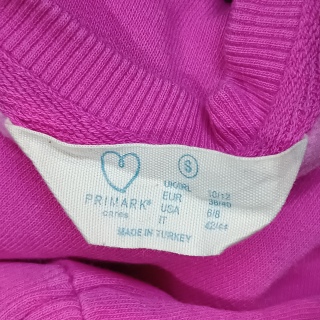 S
PRIMARK®
cares
UK/IRL 10/12
EUR 38/40
USA 6/8
IT 42/44
MADE IN TURKEY